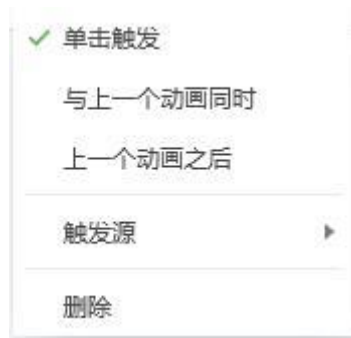 单击触发
与上一个动画同时
上一个动画之后
触发源
删除